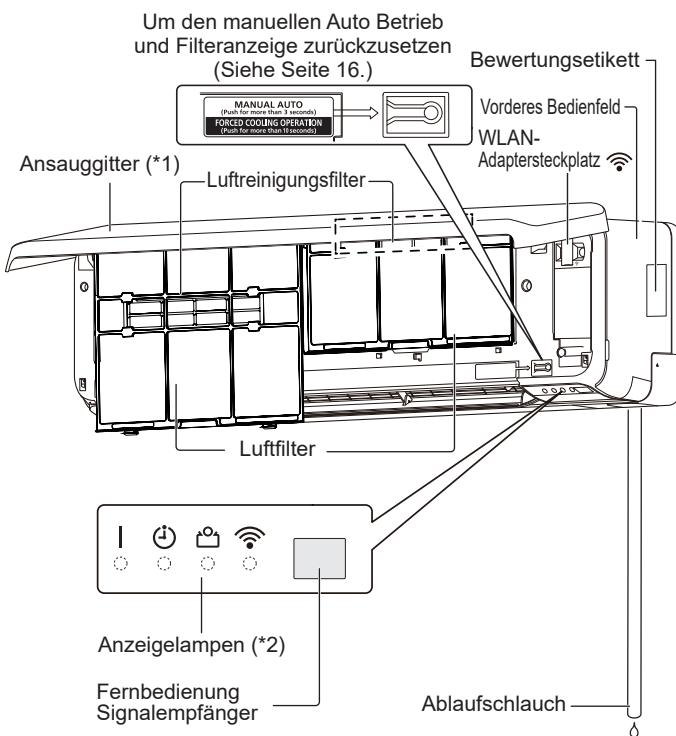 Um den manuellen Auto Betrieb
und Filteranzeige zurückzusetzen
(Siehe Seite 16.)
MANUAL AUTO
(Push for more than 3 seconds)
FORCED COOLING OPERATION
(Push for more than 10 seconds)
Bewertungsetikett
Vorderes Bedienfeld
WLAN-
Adaptersteckplatz
Ansauggitter (*1)
Luftreinigungsfilter
Luftfilter
Anzeigelampen (*2)
Fernbedienung
Signalempfänger
Ablaufschlauch